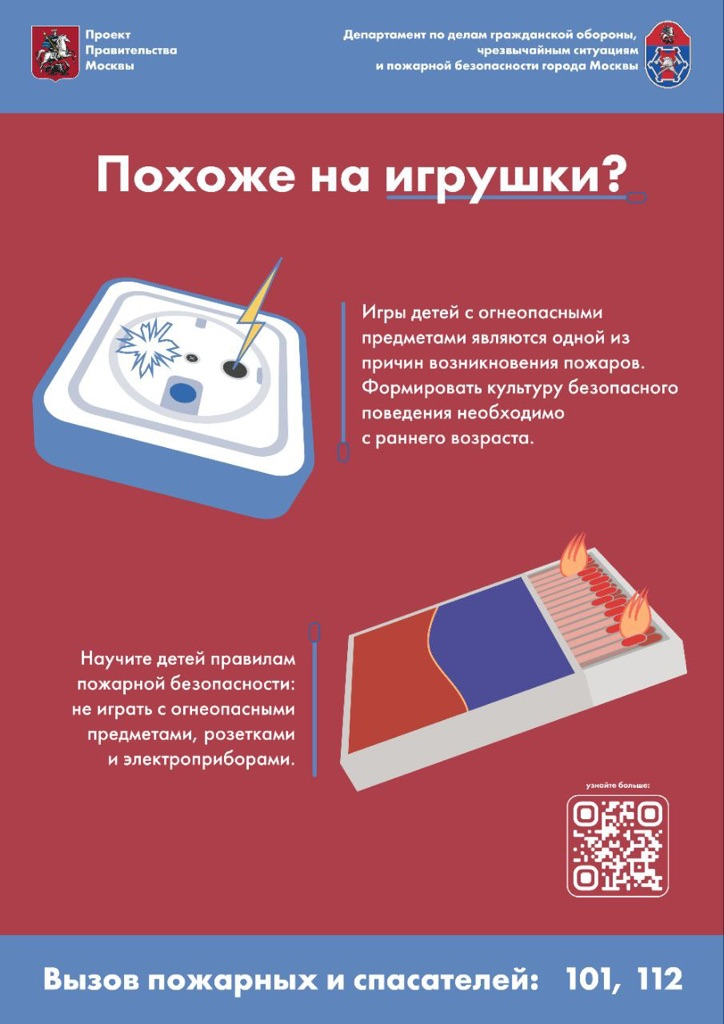 Проект
Правительства
Москвы
Департамент по делам гражданской обороны,
чрезвычайным ситуациям
и пожарной безопасности города Москвы
Похоже на игрушки?
Игры детей с огнеопасными
предметами являются одной из
причин возникновения пожаров.
Формировать культуру безопасного
поведения необходимо
с раннего возраста.
Научите детей правилам
пожарной безопасности:
не играть с огнеопасными
предметами, розетками
и электроприборами.
узнайте больше:
Вызов пожарных и спасателей: 101, 112